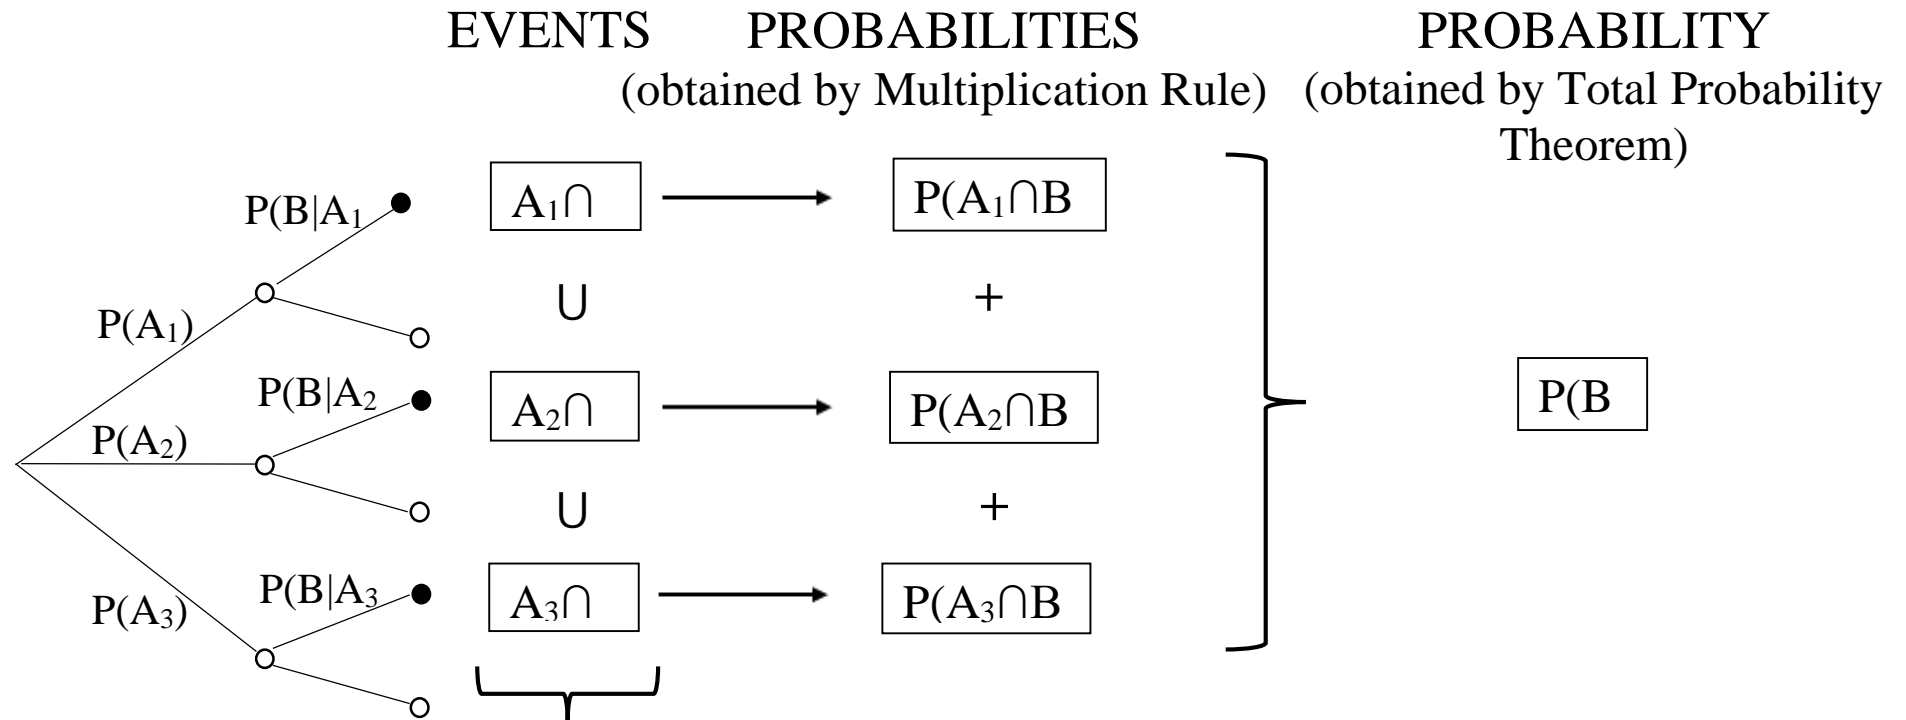 EVENTS PROBABILITIES PROBABILITY
(obtained by Multiplication Rule) (obtained by Total Probability
Theorem)
P(B|A₁ A₁∩ P(A₁∩B
P(A₁) ∪ +
P(B|A₂ A₂∩ P(A₂∩B P(B
P(A₂)
∪ +
P(B|A₃ A₃∩ P(A₃∩B
P(A₃)